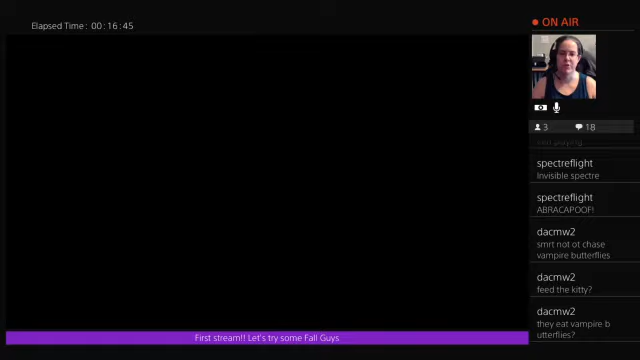 Elapsed Time: 00:16:45
ON AIR
3 18
spectreflight
Invisible spectre
spectreflight
ABRACAPOOF!
dacmw2
smrt not ot chase
vampire butterflies
dacmw2
feed the kitty?
dacmw2
they eat vampire b
utterflies?
First stream!! Let's try some Fall Guys